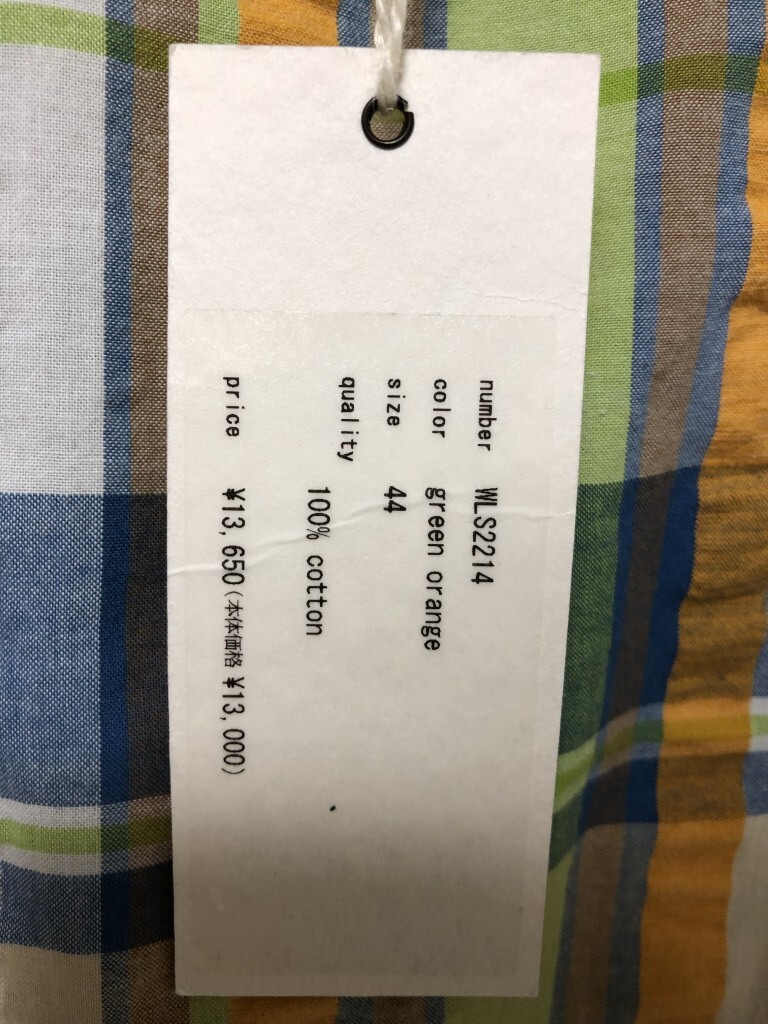 number WLS2214
color green orange
size 44
quality
100% cotton
price ¥13,650(本体価格 ¥13,000)